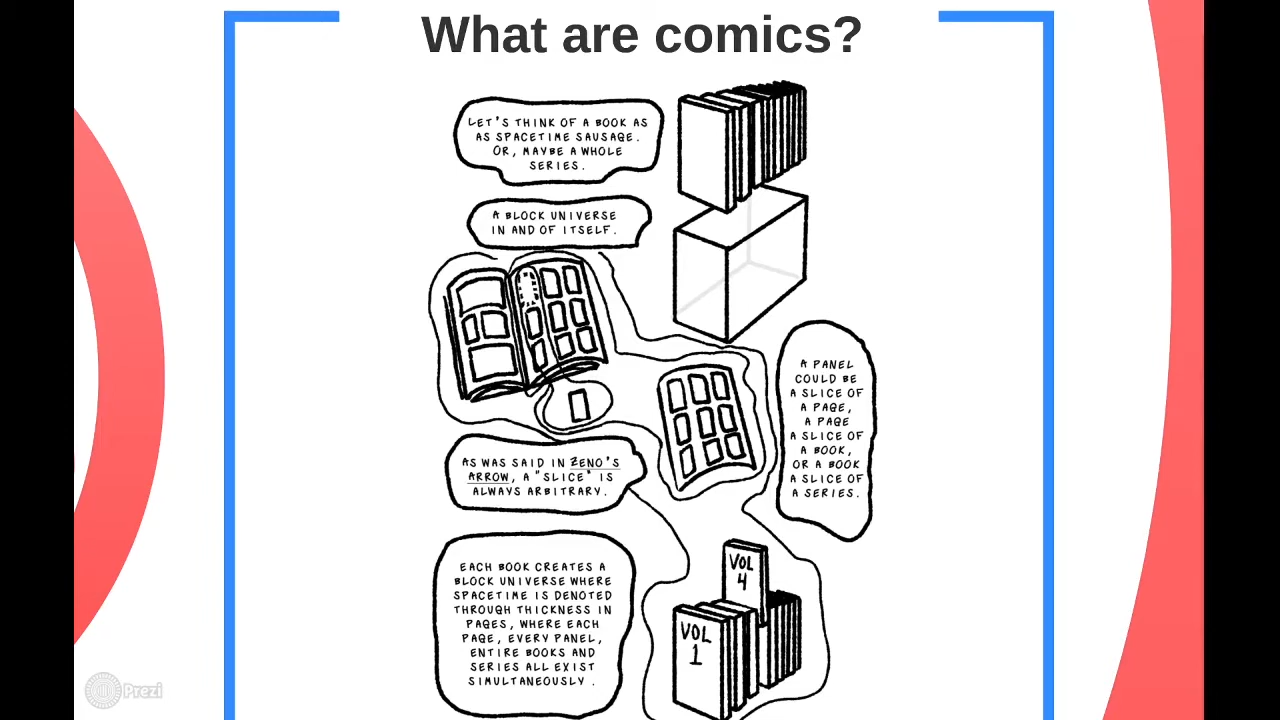 What are comics?
LET'S THINK OF A BOOK AS
AS SPACETIME SAUSAGE.
OR, MAYBE A WHOLE
SERIES.
A BLOCK UNIVERSE
IN AND OF ITSELF.
A PANEL
COULD BE
A SLICE OF
A PAGE,
A PAGE
A SLICE OF
A BOOK,
OR A BOOK
A SLICE OF
A SERIES.
AS WAS SAID IN ZENO'S
ARROW, A "SLICE" IS
ALWAYS ARBITRARY.
EACH BOOK CREATES A
BLOCK UNIVERSE WHERE
SPACETIME IS DENOTED
THROUGH THICKNESS IN
PAGES, WHERE EACH
PAGE, EVERY PANEL,
ENTIRE BOOKS AND
SERIES ALL EXIST
SIMULTANEOUSLY.
VOL
4
VOL
1
Prezi